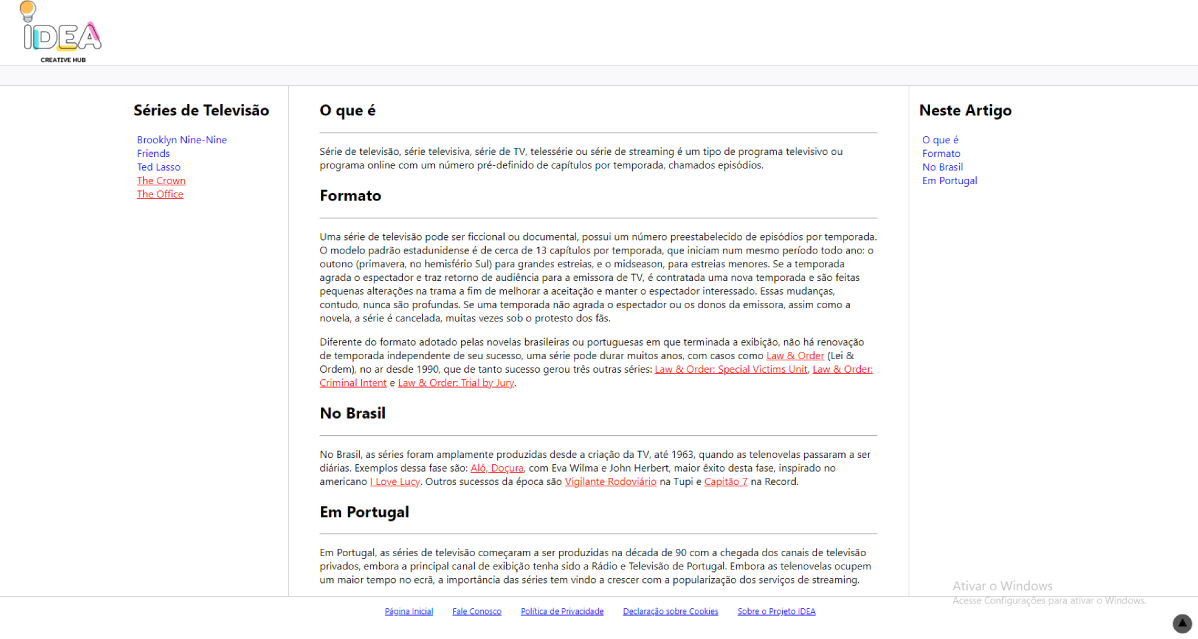 IDEA
CREATIVE HUB
Séries de Televisão
Brooklyn Nine-Nine
Friends
Ted Lasso
The Crown
The Office
O que é
Série de televisão, série televisiva, série de TV, telessérie ou série de streaming é um tipo de programa televisivo ou
programa online com um número pré-definido de capítulos por temporada, chamados episódios.
Formato
Uma série de televisão pode ser ficcional ou documental, possui um número preestabelecido de episódios por temporada.
O modelo padrão estadunidense é de cerca de 13 capítulos por temporada, que iniciam num mesmo período todo ano: o
outono (primavera, no hemisfério Sul) para grandes estreias, e o midseason, para estreias menores. Se a temporada
agrada o espectador e traz retorno de audiência para a emissora de TV, é contratada uma nova temporada e são feitas
pequenas alterações na trama a fim de melhorar a aceitação e manter o espectador interessado. Essas mudanças,
contudo, nunca são profundas. Se uma temporada não agrada o espectador ou os donos da emissora, assim como a
novela, a série é cancelada, muitas vezes sob o protesto dos fãs.
Diferente do formato adotado pelas novelas brasileiras ou portuguesas em que terminada a exibição, não há renovação
de temporada independente de seu sucesso, uma série pode durar muitos anos, com casos como Law & Order (Lei &
Ordem), no ar desde 1990, que de tanto sucesso gerou três outras séries: Law & Order: Special Victims Unit, Law & Order:
Criminal Intent e Law & Order: Trial by Jury.
No Brasil
No Brasil, as séries foram amplamente produzidas desde a criação da TV, até 1963, quando as telenovelas passaram a ser
diárias. Exemplos dessa fase são: Alô, Doçura, com Eva Wilma e John Herbert, maior êxito desta fase, inspirado no
americano I Love Lucy. Outros sucessos da época são Vigilante Rodoviário na Tupi e Capitão 7 na Record.
Em Portugal
Em Portugal, as séries de televisão começaram a ser produzidas na década de 90 com a chegada dos canais de televisão
privados, embora a principal canal de exibição tenha sido a Rádio e Televisão de Portugal. Embora as telenovelas ocupem
um maior tempo no ecrã, a importância das séries tem vindo a crescer com a popularização dos serviços de streaming.
Neste Artigo
O que é
Formato
No Brasil
Em Portugal
Ativar o Windows
Acesse Configurações para ativar o Windows.
Página Inicial Fale Conosco Política de Privacidade Declaração sobre Cookies Sobre o Projeto IDEA